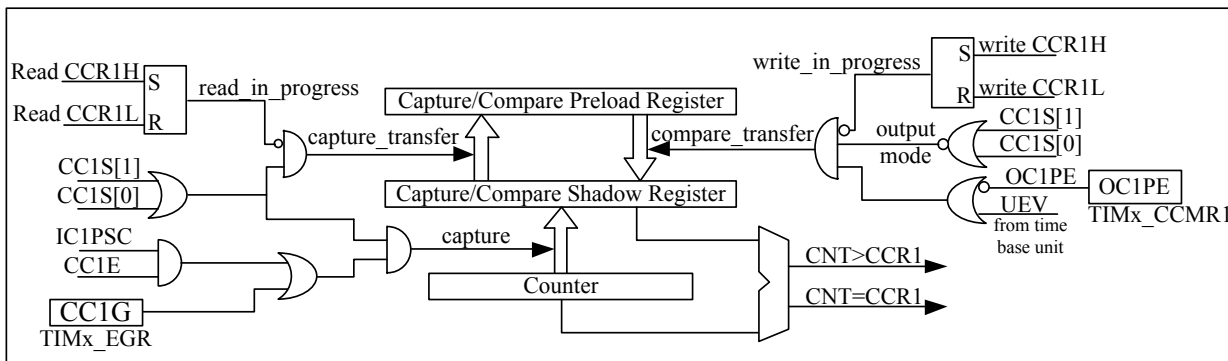 Read CCR1H
S
Read CCR1L
R
read_in_progress
Capture/Compare Preload Register
write_in_progress
S
write CCR1H
R
write CCR1L
capture_transfer
compare_transfer
output
mode
CC1S[1]
CC1S[0]
CC1S[1]
CC1S[0]
Capture/Compare Shadow Register
OC1PE
OC1PE
TIMx_CCMR1
UEV
from time
base unit
IC1PSC
CC1E
capture
Counter
CNT>CCR1
CNT=CCR1
CC1G
TIMx_EGR